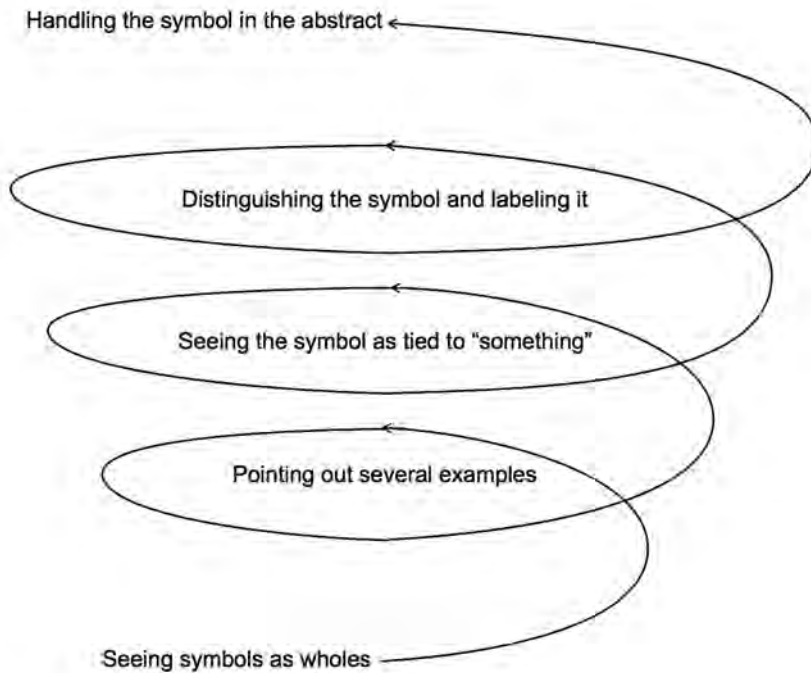 Handling the symbol in the abstract
Distinguishing the symbol and labeling it
Seeing the symbol as tied to “something”
Pointing out several examples
Seeing symbols as wholes